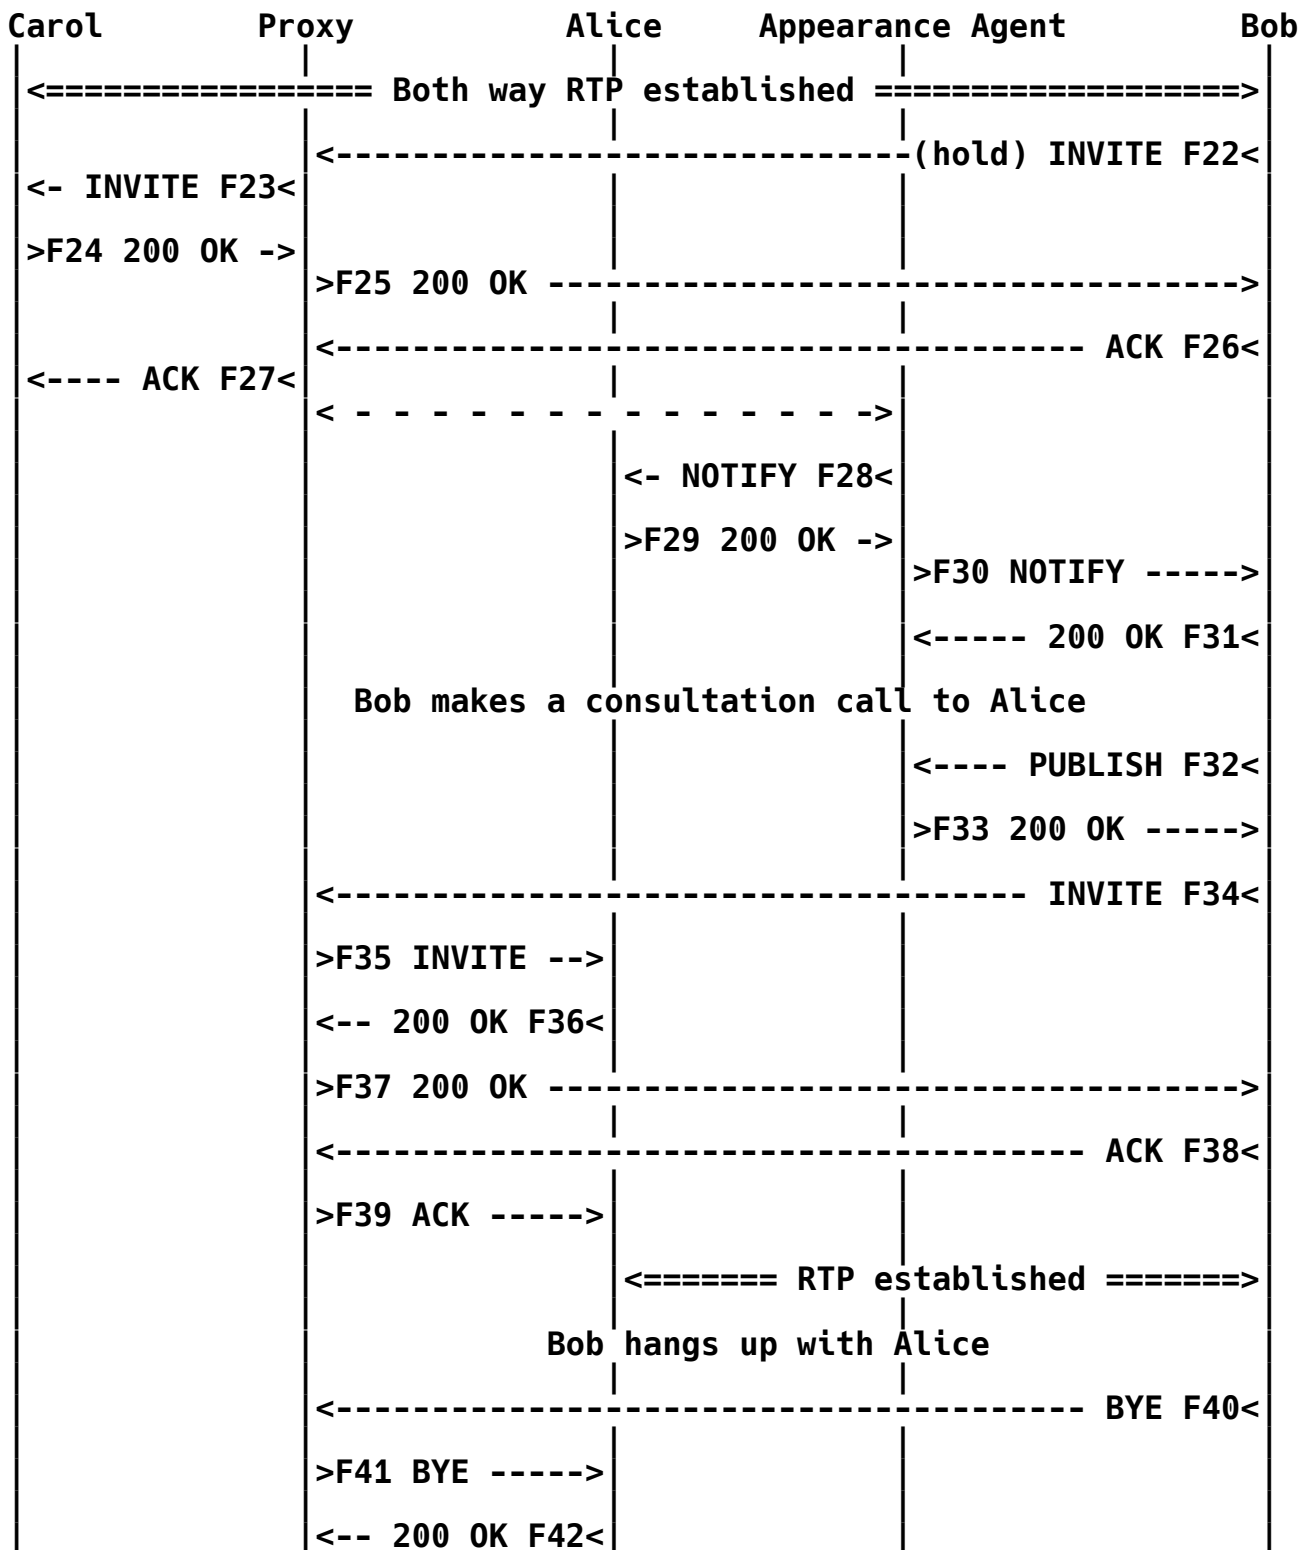 Carol        Proxy           Alice     Appearance Agent         Bob
|<================= Both way RTP established ===================>|
|<------------------------------(hold) INVITE F22<|
|<- INVITE F23<|
|>F24 200 OK ->|
|>F25 200 OK ------------------------------------>|
|<--------------------------------------- ACK F26<|
|<---- ACK F27<|
|< - - - - - - - - - - - - - - ->|
|<- NOTIFY F28<|
|>F29 200 OK ->|
|>F30 NOTIFY ----->|
|<----- 200 OK F31<|
Bob makes a consultation call to Alice
|<---- PUBLISH F32<|
|>F33 200 OK ----->|
|<------------------------------------ INVITE F34<|
|>F35 INVITE -->|
|<-- 200 OK F36<|
|>F37 200 OK ------------------------------------>|
|<--------------------------------------- ACK F38<|
|>F39 ACK ----->|
|<======= RTP established =======>|
Bob hangs up with Alice
|<--------------------------------------- BYE F40<|
|>F41 BYE ----->|
|<-- 200 OK F42<|